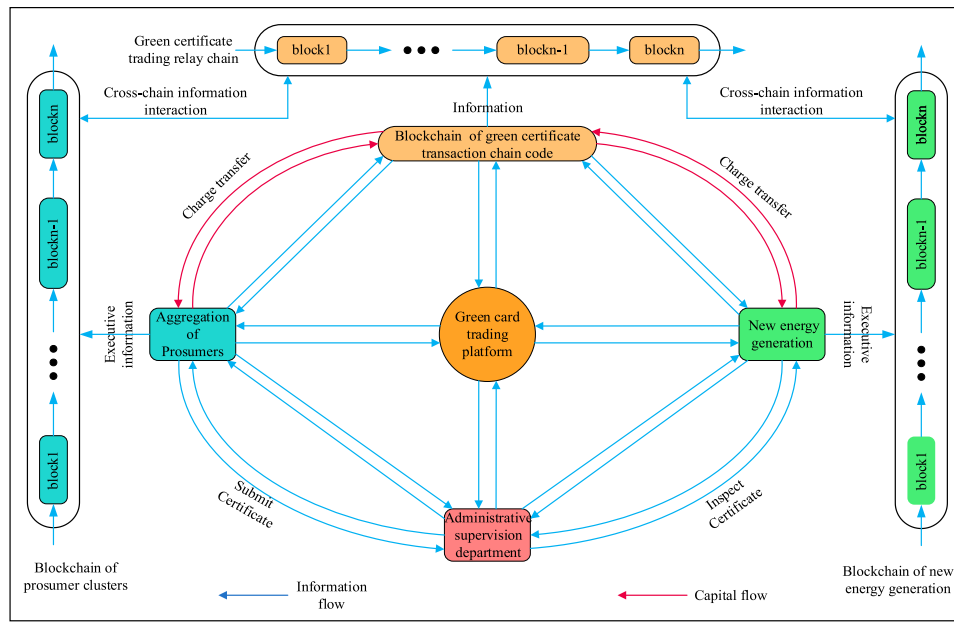 Green certificate
trading relay chain
block1
blockn-1
blockn
Cross-chain information
interaction
Information
Cross-chain information
interaction
Blockchain of green certificate
transaction chain code
Charge transfer
Charge transfer
blockn
blockn-1
block1
blockn
blockn-1
block1
Executive
information
Aggregation
of
Prosumers
Green card
trading
platform
New energy
generation
Executive
information
Submit
Certificate
Inspect
Certificate
Administrative
supervision
department
Blockchain of
prosumer clusters
Information
flow
Capital flow
Blockchain of new
energy generation